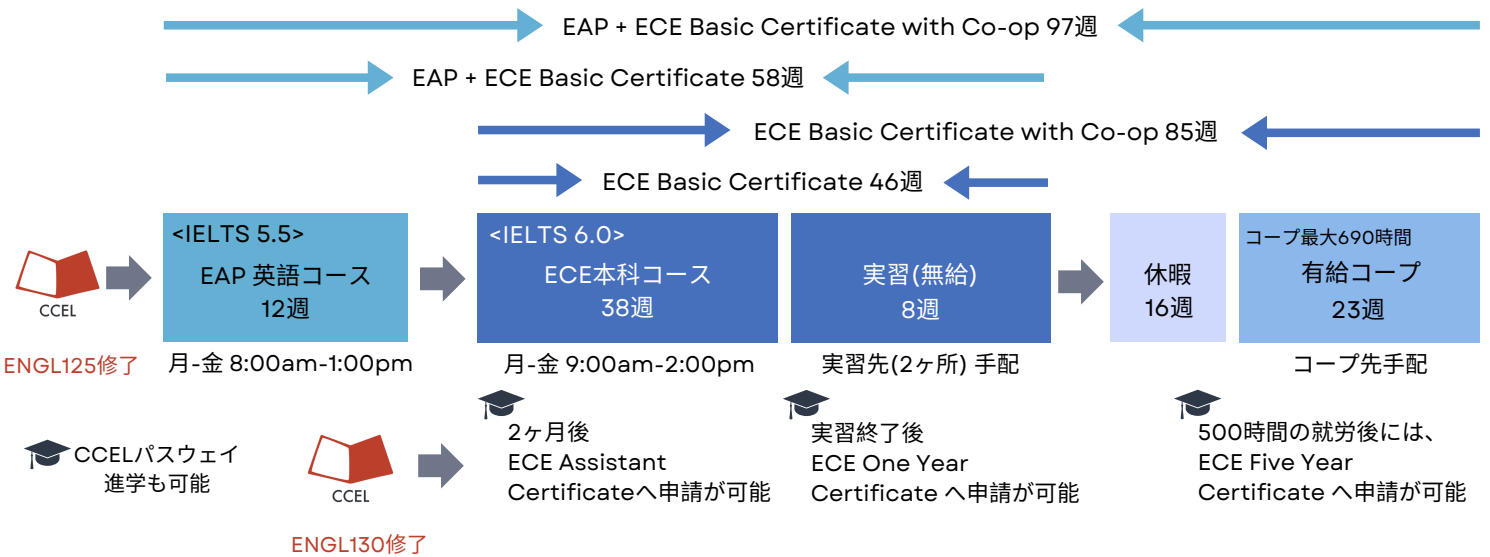 EAP + ECE Basic Certificate with Co-op 97週
EAP + ECE Basic Certificate 58週
ECE Basic Certificate with Co-op 85週
ECE Basic Certificate 46週
CCEL
ENGL125修了
<IELTS 5.5>
EAP 英語コース
12週
月-金 8:00am-1:00pm
<IELTS 6.0>
ECE本科コース
38週
月-金 9:00am-2:00pm
実習(無給)
8週
実習先(2ヶ所) 手配
休暇
16週
コープ最大690時間
有給コープ
23週
コープ先手配
CCELパスウェイ
進学も可能
CCEL
ENGL130修了
2ヶ月後
ECE Assistant
Certificateへ申請が可能
実習終了後
ECE One Year
Certificate へ申請が可能
500時間の就労後には、
ECE Five Year
Certificate へ申請が可能